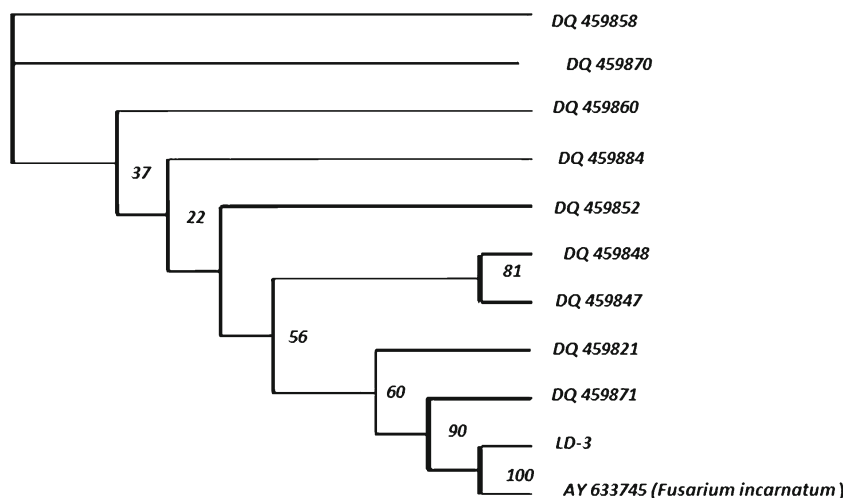 DQ 459858
DQ 459870
DQ 459860
DQ 459884
37
DQ 459852
22
DQ 459848
81
DQ 459847
56
DQ 459821
60
DQ 459871
90
LD-3
100
AY 633745 (Fusarium incarnatum)